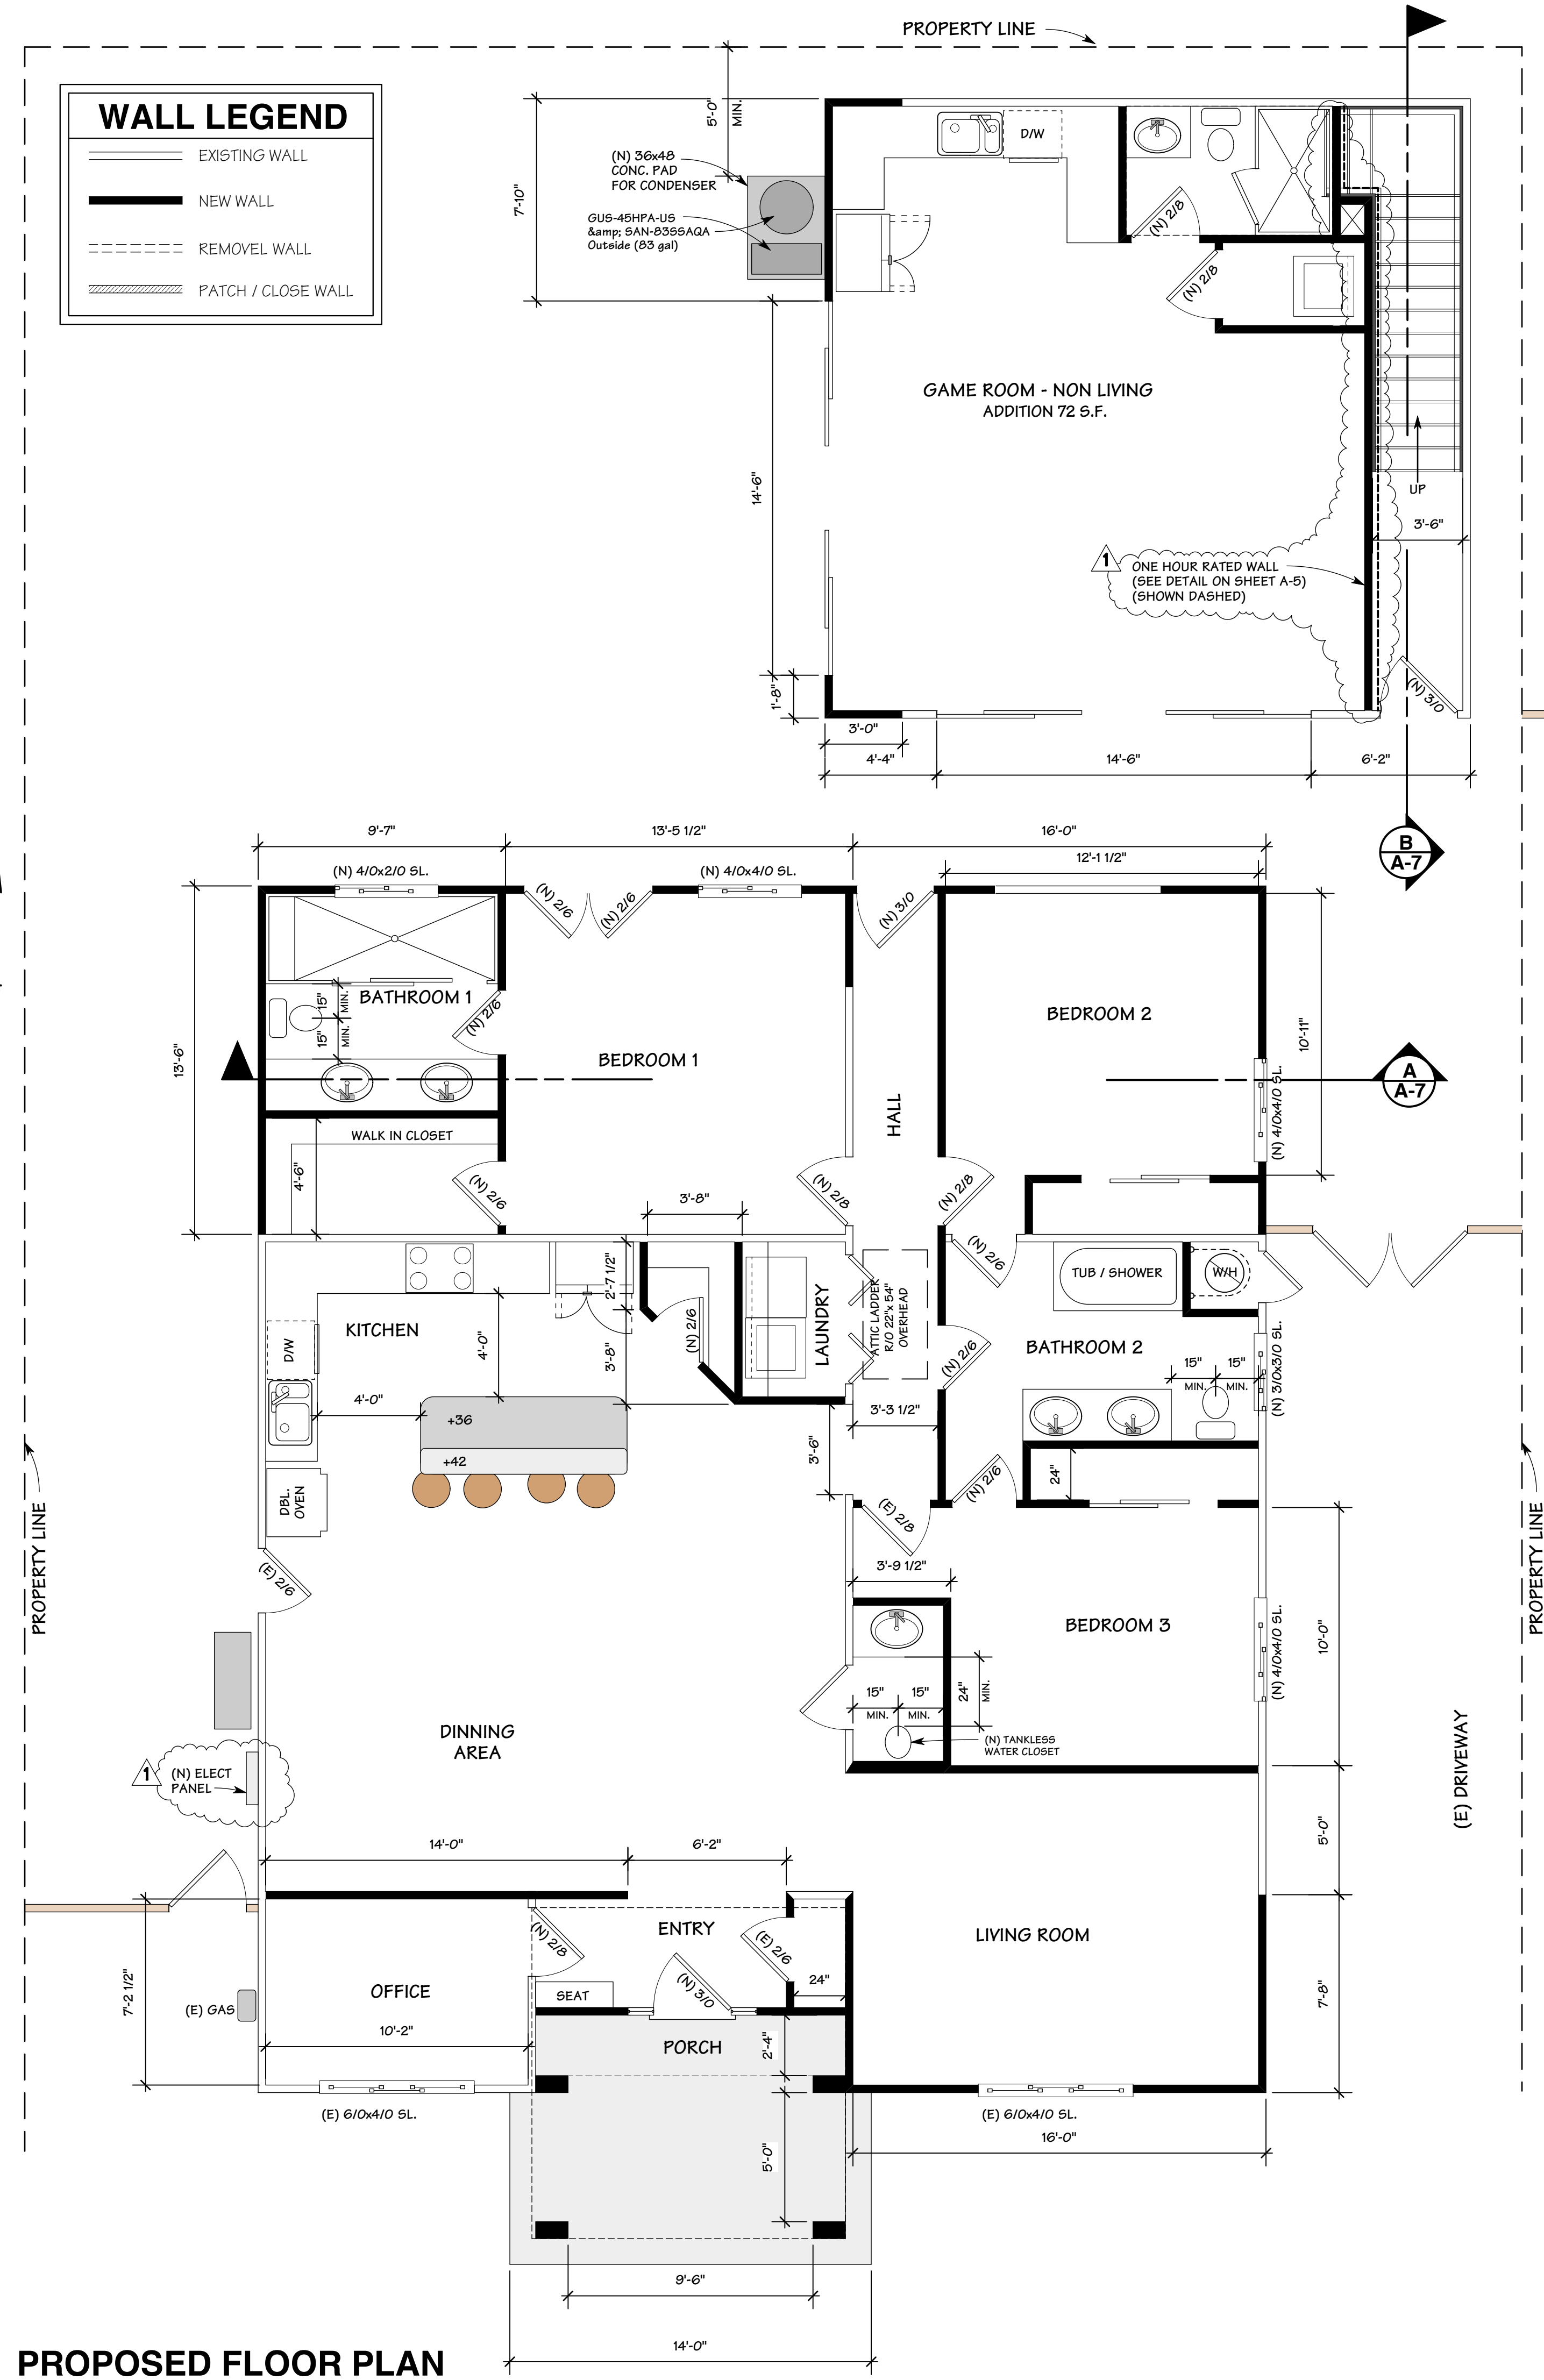 PROPERTY LINE
WALL LEGEND
EXISTING WALL
NEW WALL
REMOVEL WALL
PATCH / CLOSE WALL
5'-0"
MIN.
7'-10"
(N) 36x48
CONC. PAD
FOR CONDENSER
GUS-45HPA-US
&amp; SAN-83SSAQA
Outside (83 gal)
D/W
(N) 2/8
(N) 2/8
GAME ROOM - NON LIVING
ADDITION 72 S.F.
14'-6"
UP
3'-6"
1
ONE HOUR RATED WALL
(SEE DETAIL ON SHEET A-5)
(SHOWN DASHED)
1'-8"
(N) 3/0
3'-0"
4'-4"
14'-6"
6'-2"
9'-7"
13'-5 1/2"
16'-0"
12'-1 1/2"
B
A-7
(N) 4/0x2/0 SL.
(N) 4/0x4/0 SL.
(N) 2/6
(N) 2/6
(N) 3/0
BATHROOM 1
15"
MIN.
15"
MIN.
(N) 2/6
13'-6"
BEDROOM 1
BEDROOM 2
10'-11"
HALL
(N) 4/0x4/0 SL.
A
A-7
WALK IN CLOSET
4'-6"
(N) 2/6
3'-8"
(N) 2/8
(N) 2/8
(N) 2/6
2'-7 1/2"
KITCHEN
D/W
4'-0"
3'-8"
(N) 2/6
LAUNDRY
ATTIC LADDER
R/O 22"x 54"
OVERHEAD
TUB / SHOWER
W/H
BATHROOM 2
(N) 2/6
15"
MIN.
15"
MIN.
(N) 3/0x3/0 SL.
4'-0"
+36
+42
3'-3 1/2"
3'-6"
DBL.
OVEN
24"
(N) 2/6
(E) 2/8
PROPERTY LINE
PROPERTY LINE
(E) 2/6
3'-9 1/2"
BEDROOM 3
10'-0"
(N) 4/0x4/0 SL.
15"
MIN.
15"
MIN.
24"
MIN.
(N) TANKLESS
WATER CLOSET
DINNING
AREA
1
(N) ELECT
PANEL
(E) DRIVEWAY
5'-0"
14'-0"
6'-2"
(N) 2/8
ENTRY
(E) 2/6
LIVING ROOM
OFFICE
SEAT
(N) 3/0
24"
7'-2 1/2"
(E) GAS
7'-8"
10'-2"
PORCH
2'-4"
(E) 6/0x4/0 SL.
(E) 6/0x4/0 SL.
16'-0"
5'-0"
9'-6"
14'-0"
PROPOSED FLOOR PLAN